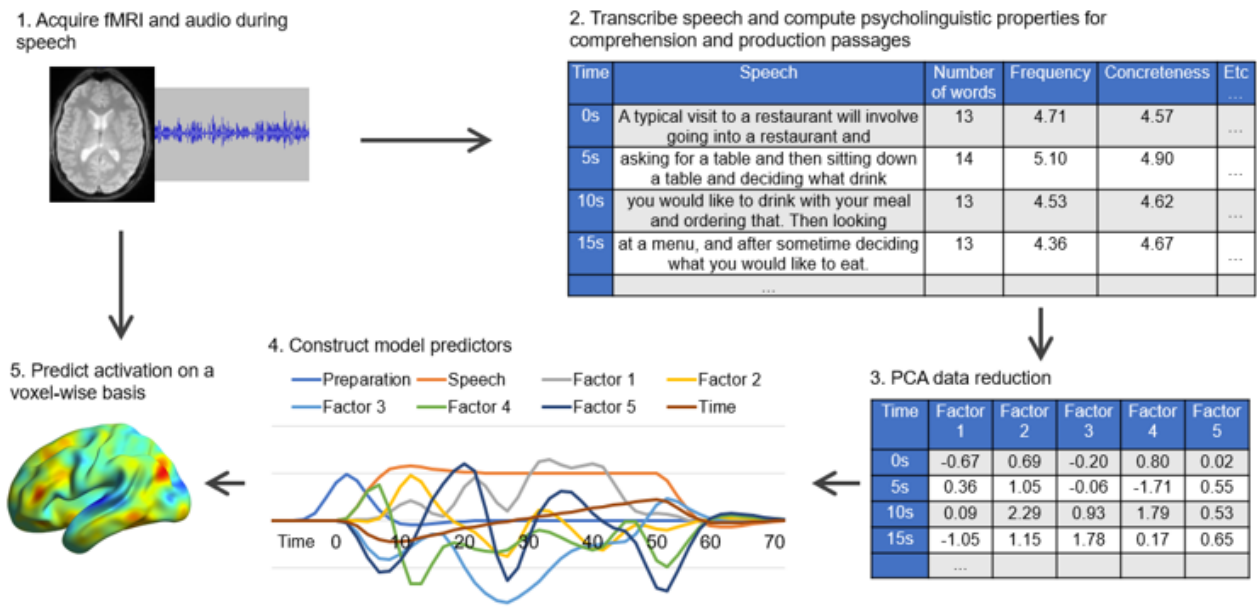 1. Acquire fMRI and audio during
speech
2. Transcribe speech and compute psycholinguistic properties for
comprehension and production passages
Time Speech Number of words Frequency Concreteness Etc ...
0s A typical visit to a restaurant will involve going into a restaurant and 13 4.71 4.57 ...
5s asking for a table and then sitting down a table and deciding what drink 14 5.10 4.90 ...
10s you would like to drink with your meal and ordering that. Then looking 13 4.53 4.62 ...
15s at a menu, and after sometime deciding what you would like to eat. 13 4.36 4.67 ...
...
3. PCA data reduction
Time Factor 1 Factor 2 Factor 3 Factor 4 Factor 5
0s -0.67 0.69 -0.20 0.80 0.02
5s 0.36 1.05 -0.06 -1.71 0.55
10s 0.09 2.29 0.93 1.79 0.53
15s -1.05 1.15 1.78 0.17 0.65
...
4. Construct model predictors
Preparation Speech Factor 1 Factor 2
Factor 3 Factor 4 Factor 5 Time
Time 0 10 20 30 40 50 60 70
5. Predict activation on a
voxel-wise basis